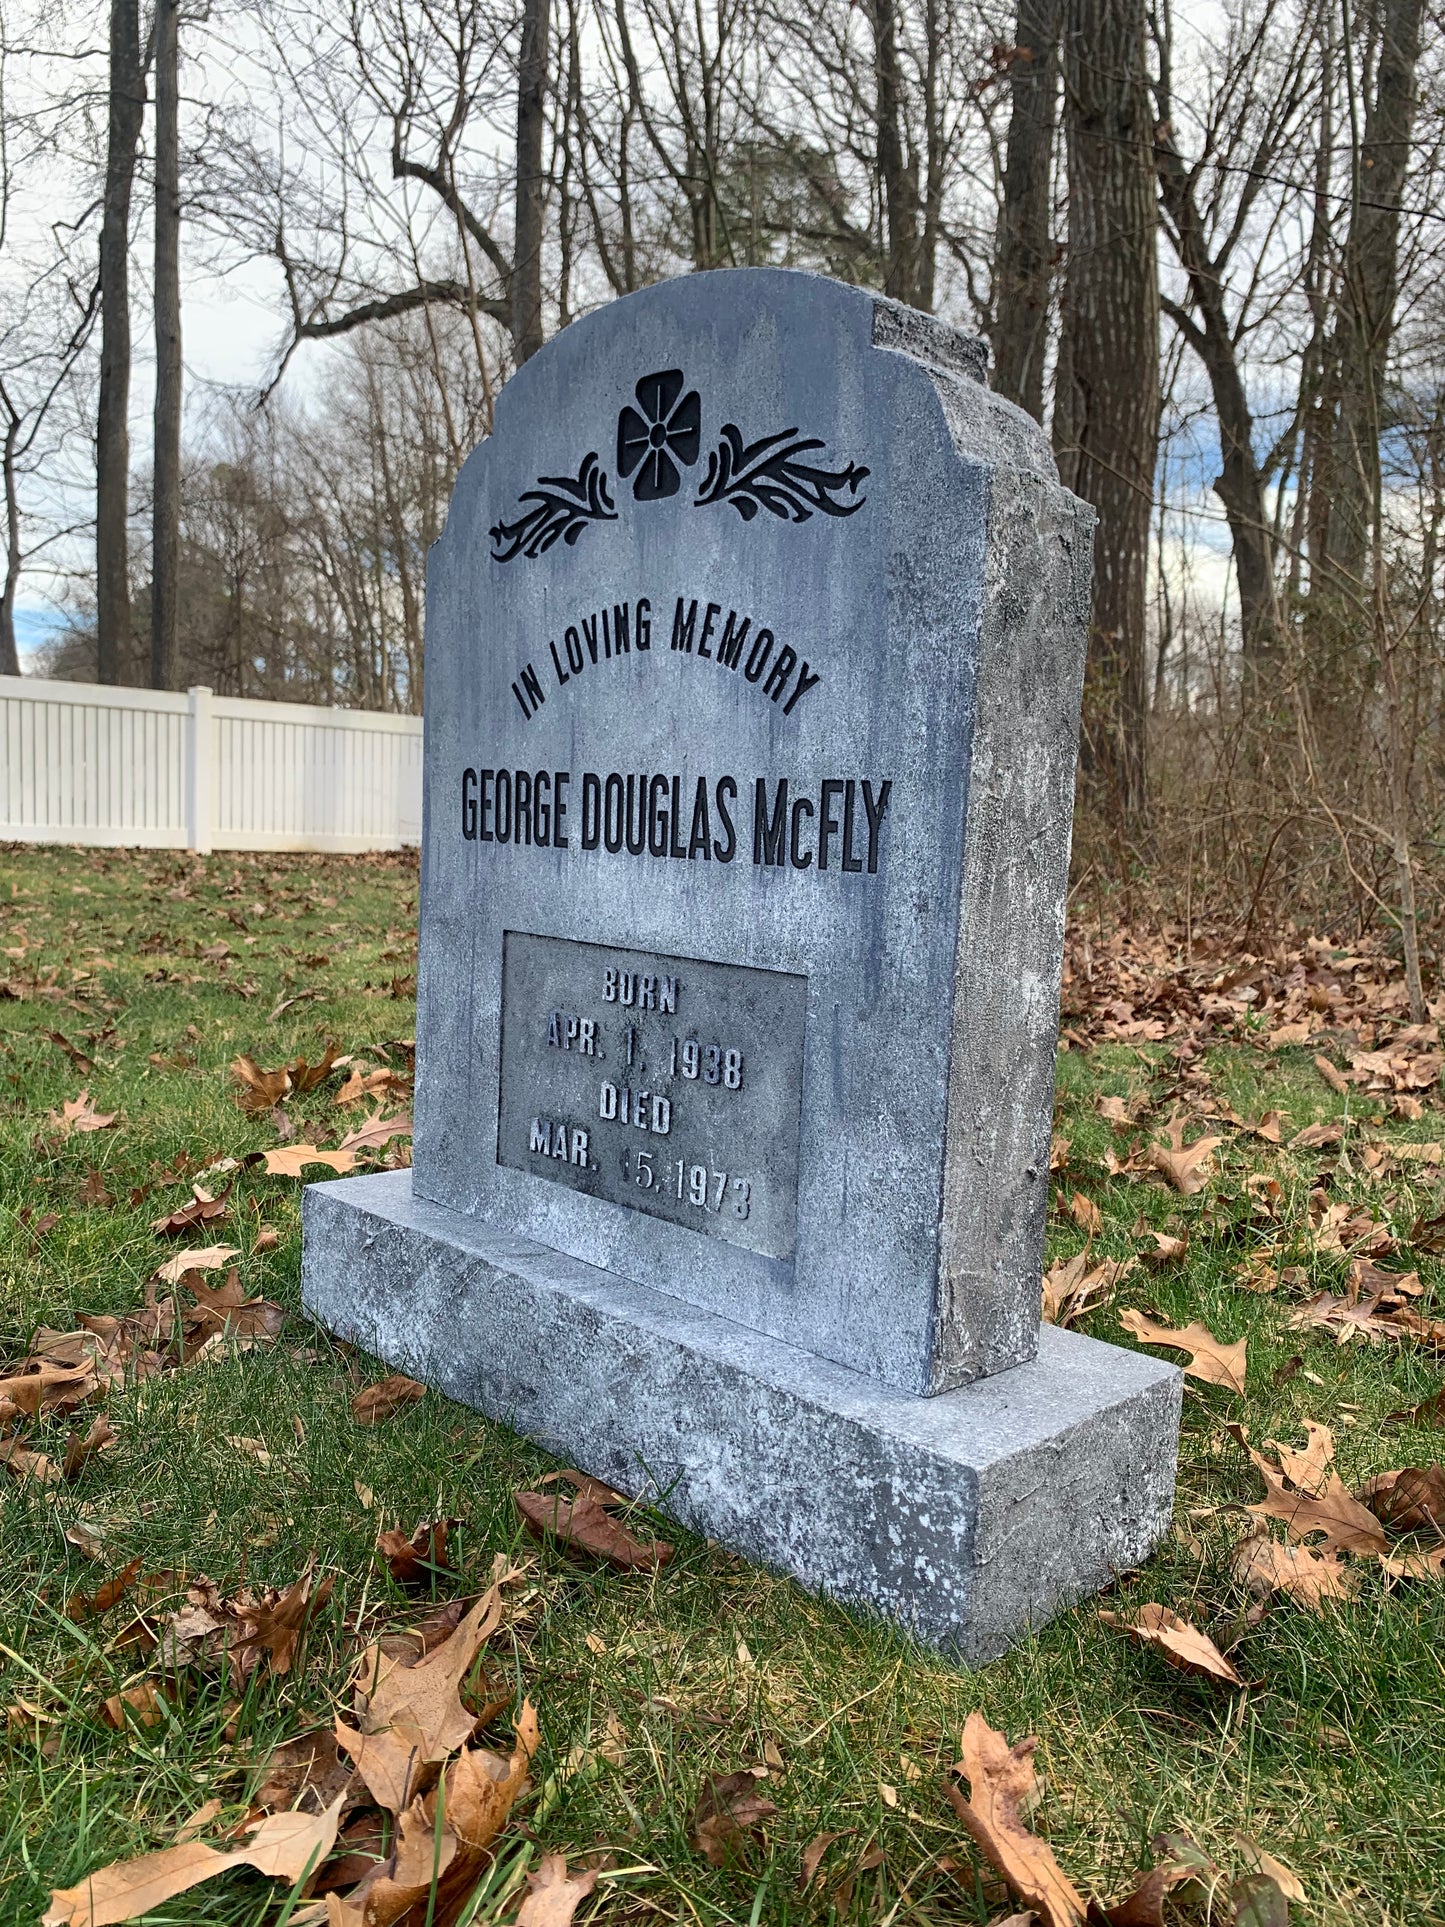 IN LOVING MEMORY
GEORGE DOUGLAS McFLY
BORN
APR. 1, 1938
DIED
MAR. 15, 1973